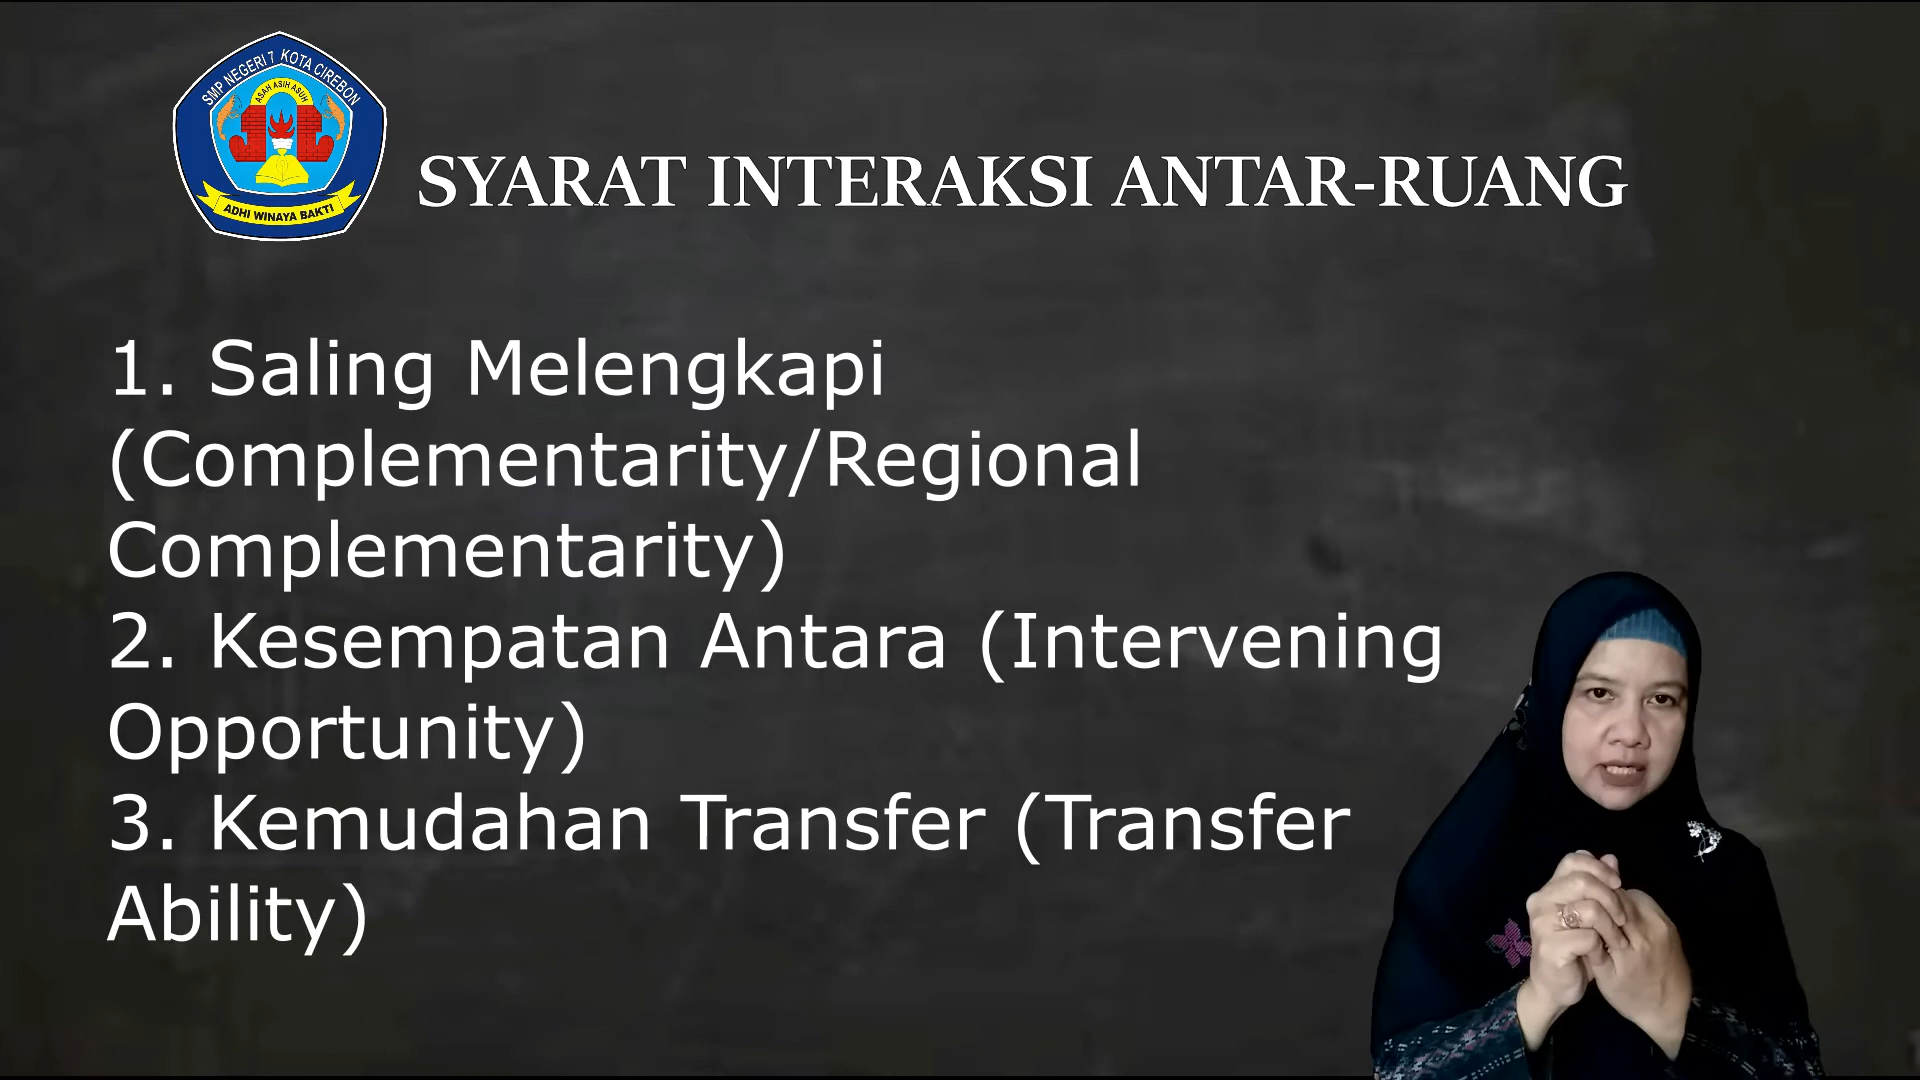 SMP NEGERI 7 KOTA CIREBON
ASAH ASIH ASUH
ADHI WINAYA BAKTI
SYARAT INTERAKSI ANTAR-RUANG
1. Saling Melengkapi
(Complementarity/Regional
Complementarity)
2. Kesempatan Antara (Intervening
Opportunity)
3. Kemudahan Transfer (Transfer
Ability)